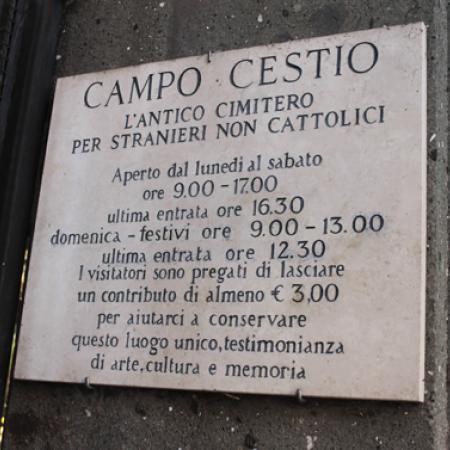 CAMPO CESTIO
L'ANTICO CIMITERO
PER STRANIERI NON CATTOLICI
Aperto dal lunedì al sabato
ore 9.00 - 17.00
ultima entrata ore 16.30
domenica - festivi ore 9.00 - 13.00
ultima entrata ore 12.30
I visitatori sono pregati di lasciare
un contributo di almeno € 3,00
per aiutarci a conservare
questo luogo unico, testimonianza
di arte, cultura e memoria